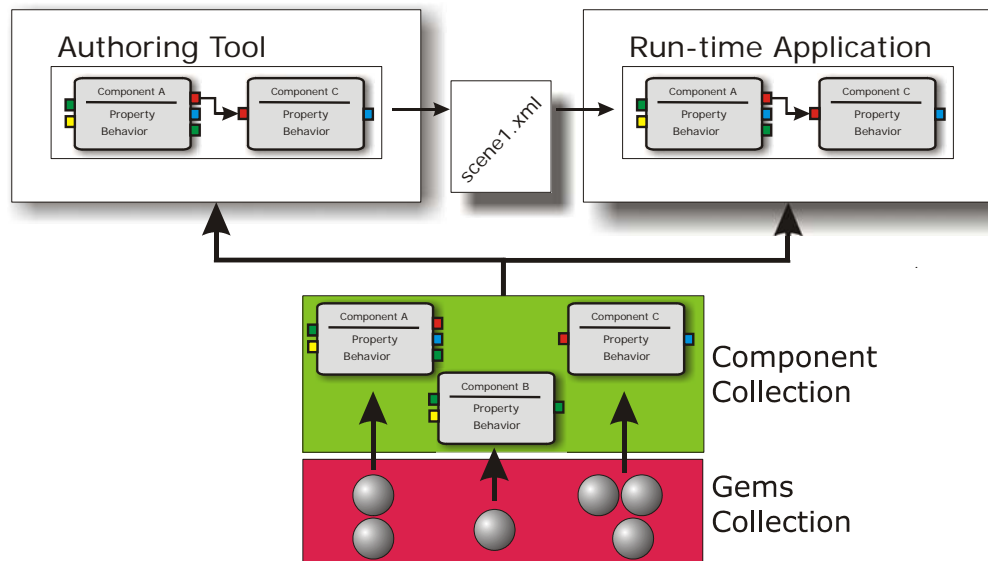 Authoring Tool
Component A
Property
Behavior
Component C
Property
Behavior
scene1.xml
Run-time Application
Component A
Property
Behavior
Component C
Property
Behavior
Component A
Property
Behavior
Component B
Property
Behavior
Component C
Property
Behavior
Component
Collection
Gems
Collection